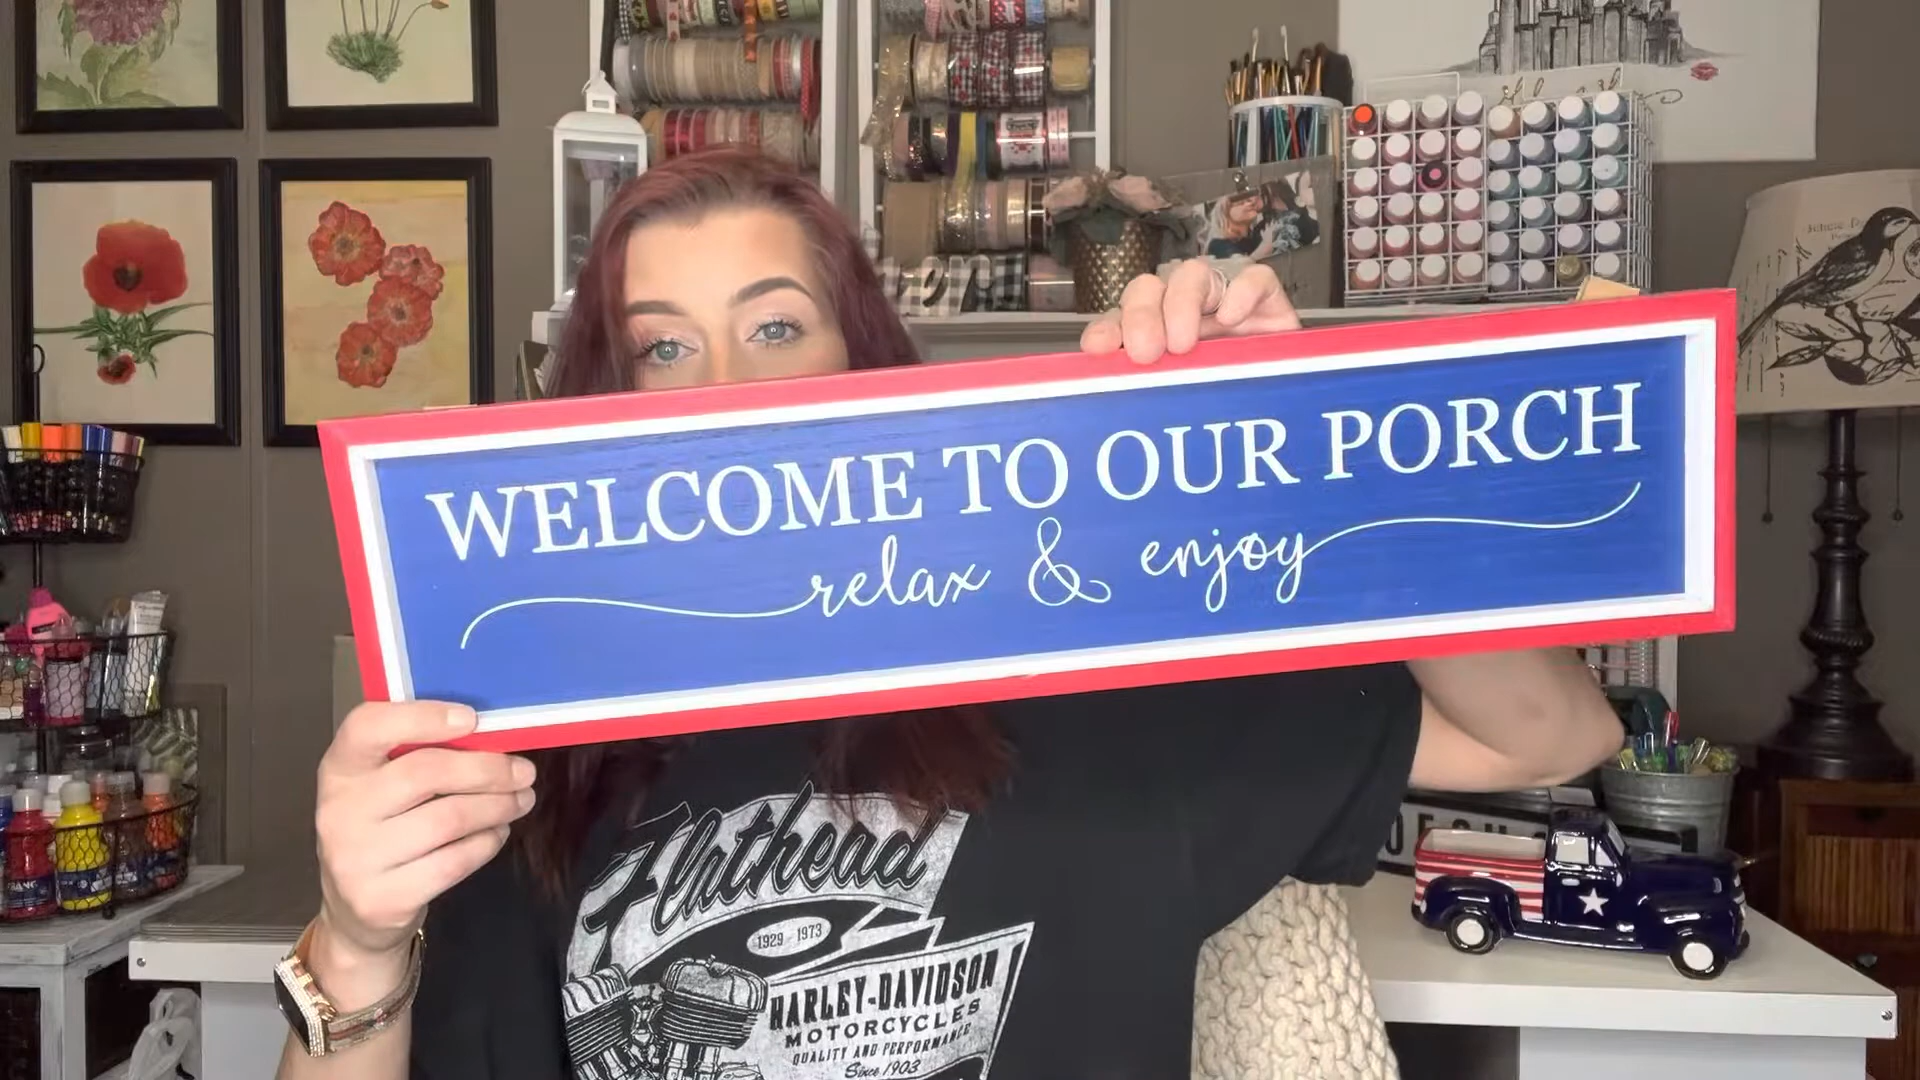 WELCOME TO OUR PORCH
relax & enjoy
Flathead
1929 - 1973
HARLEY-DAVIDSON
MOTORCYCLES
QUALITY AND PERFORMANCE
Since 1903